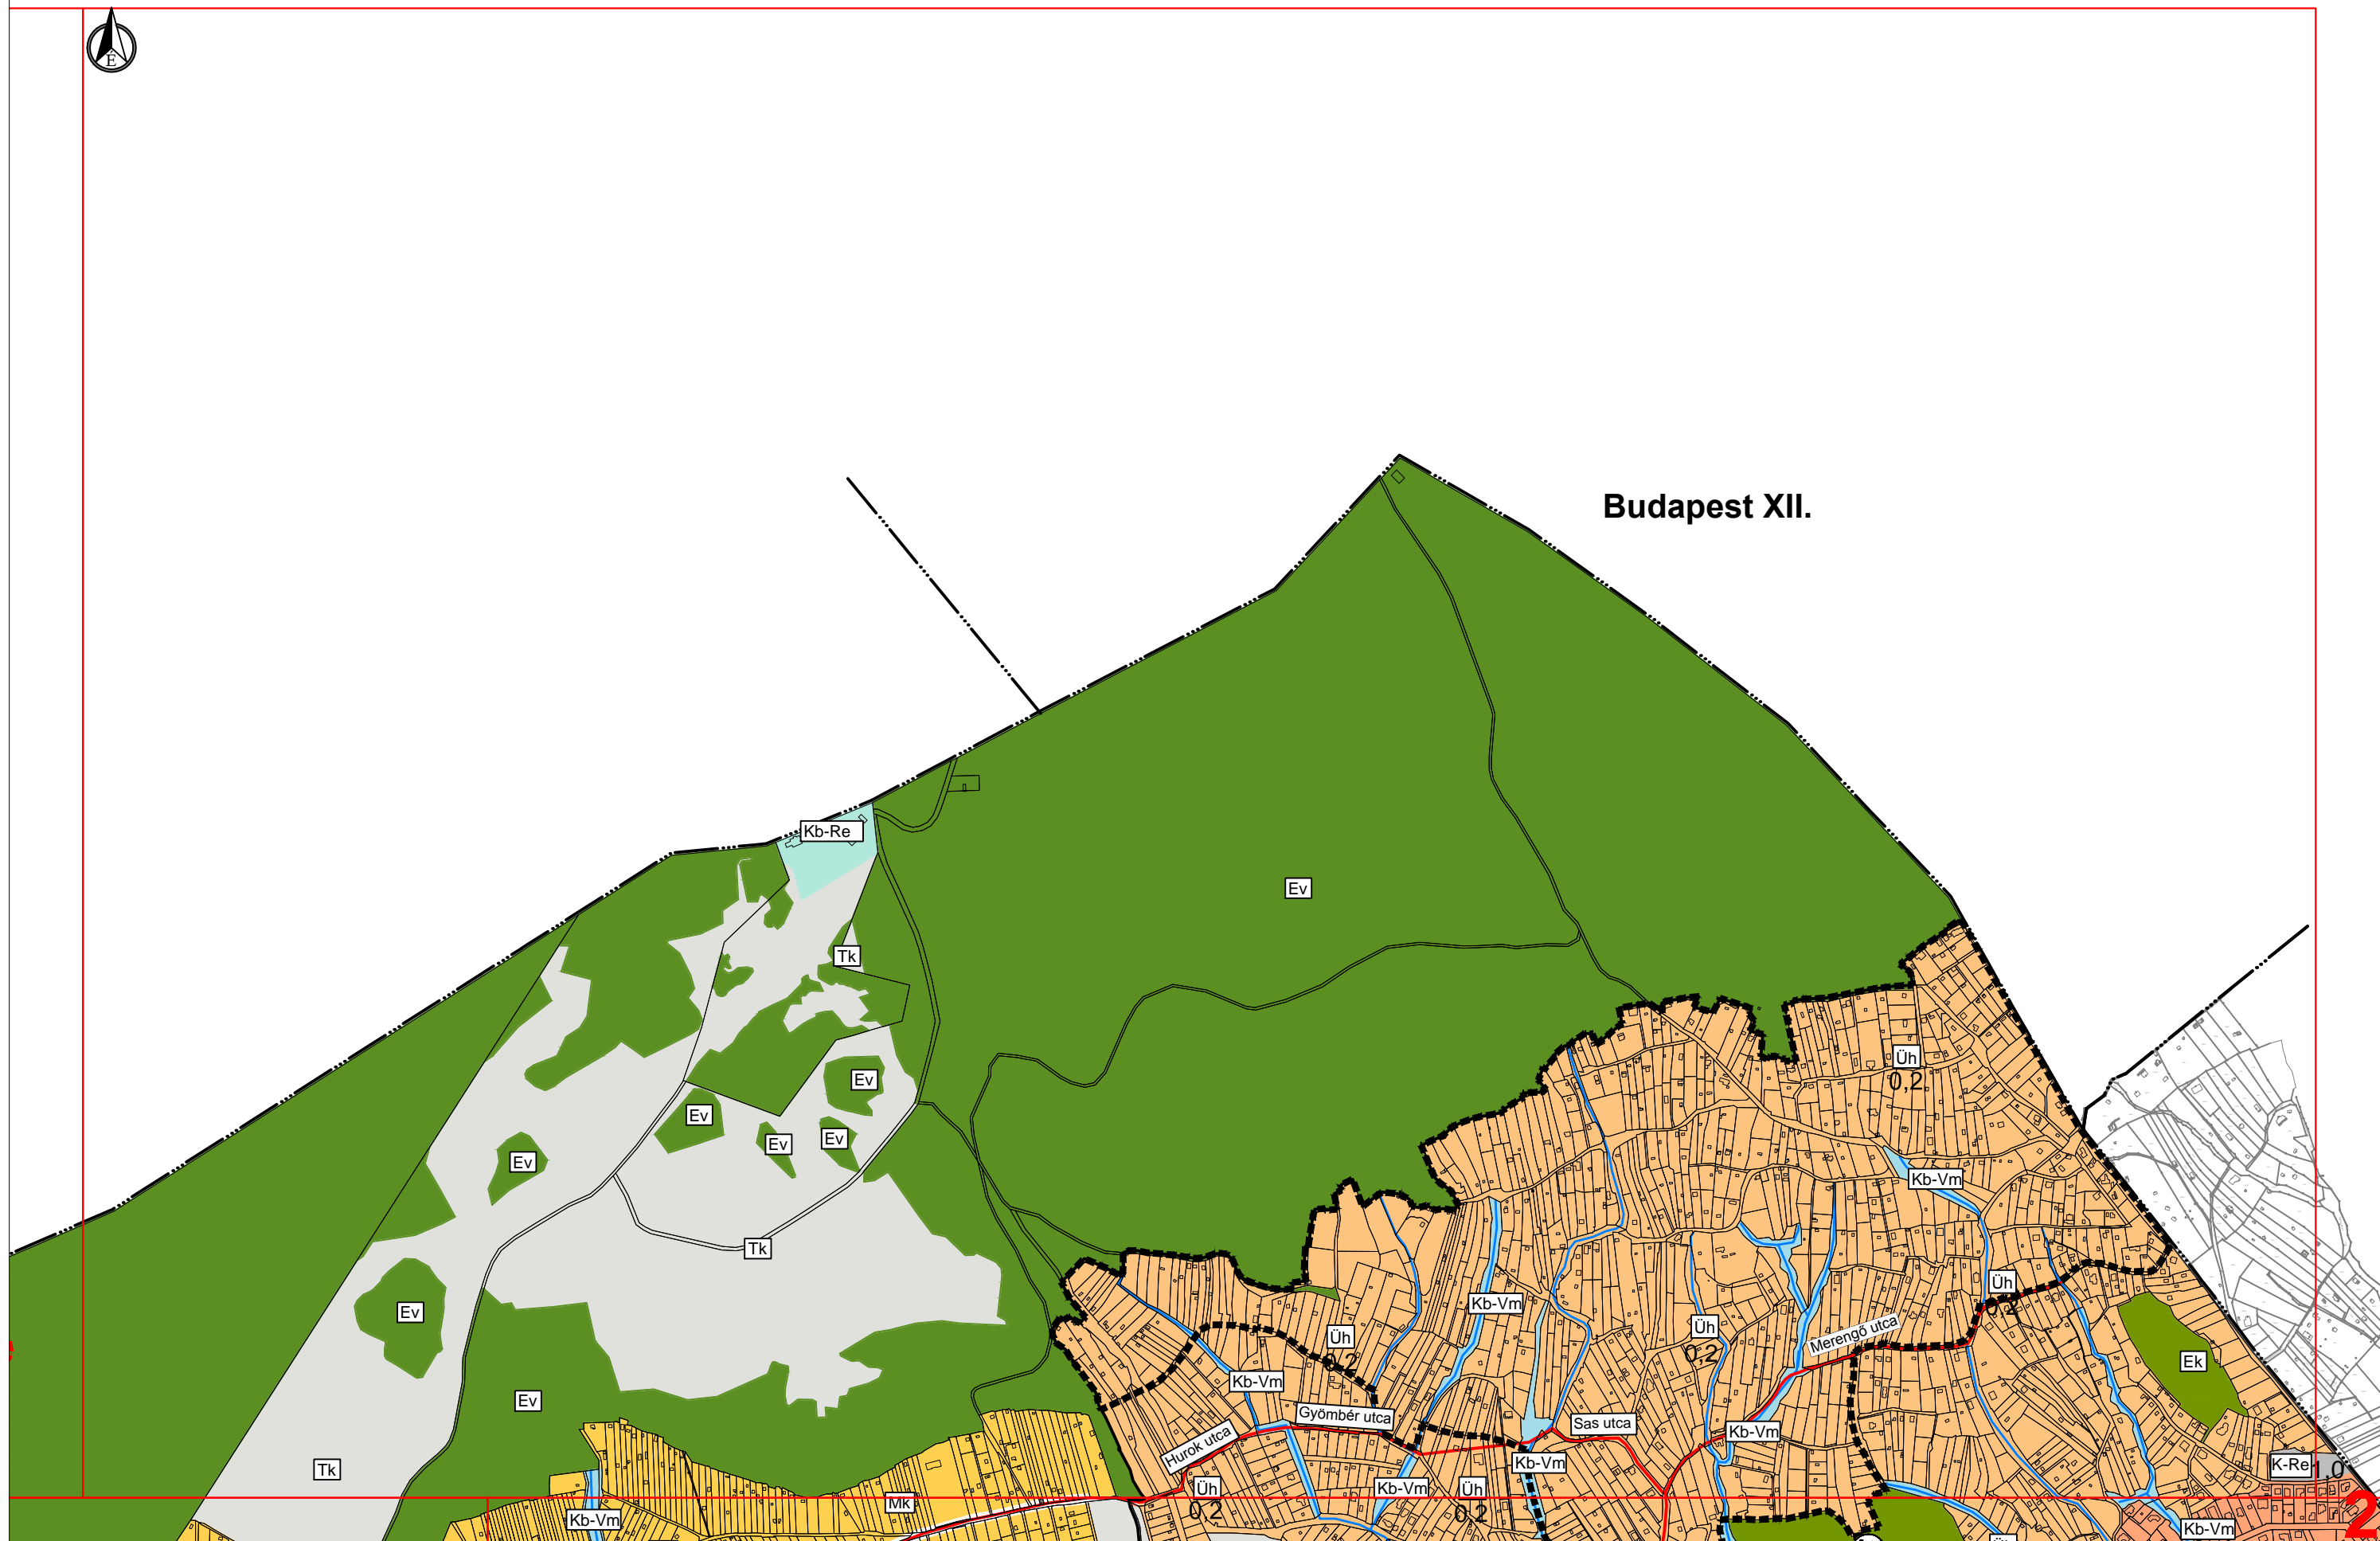 É
Budapest XII.
Kb-Re
Ev
Tk
Üh
0,2
Ev
Ev
Ev
Ev
Ev
Kb-Vm
Tk
Üh
0,2
Ev
Kb-Vm
Üh
0,2
Üh
0,2
Merengő utca
Ek
Kb-Vm
Ev
Gyömbér utca
Sas utca
Hurok utca
Kb-Vm
Kb-Vm
K-Re
1,0
Tk
Üh
0,2
Kb-Vm
Üh
0,2
Mk
Kb-Vm
Kb-Vm
2